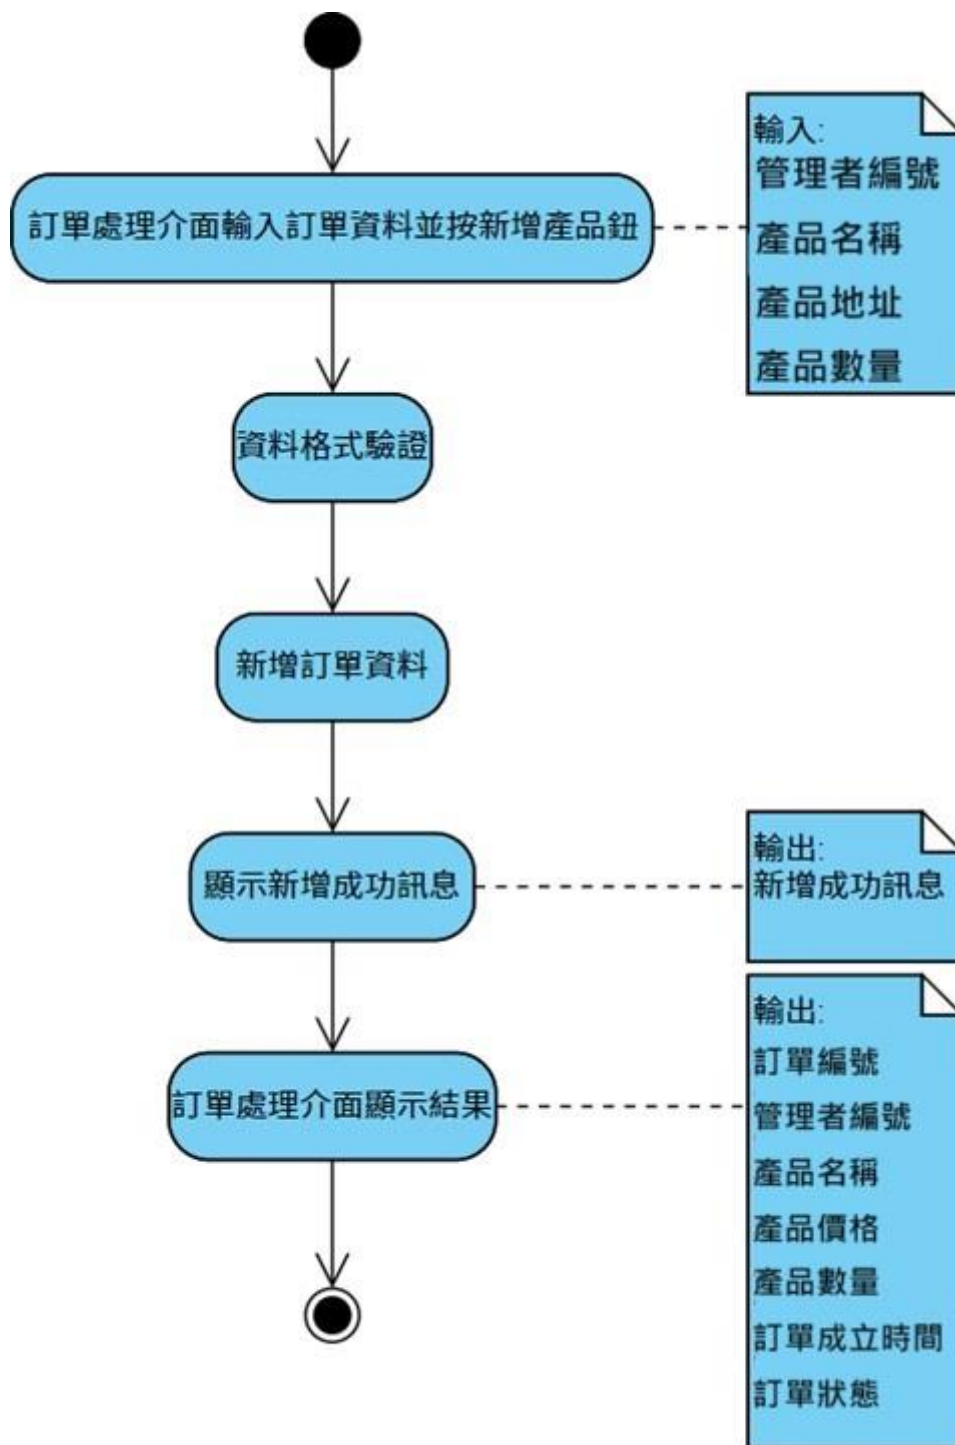 訂單處理介面輸入訂單資料並按新增產品鈕
輸入:
管理者編號
產品名稱
產品地址
產品數量
資料格式驗證
新增訂單資料
顯示新增成功訊息
輸出:
新增成功訊息
訂單處理介面顯示結果
輸出:
訂單編號
管理者編號
產品名稱
產品價格
產品數量
訂單成立時間
訂單狀態